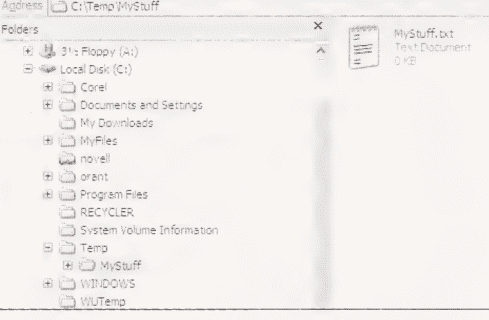 Address C:\Temp\MyStuff
Folders
3½ Floppy (A:)
Local Disk (C:)
Corel
Documents and Settings
My Downloads
MyFiles
novell
orant
Program Files
RECYCLER
System Volume Information
Temp
MyStuff
WINDOWS
WUTemp
MyStuff.txt
Text Document
0 KB